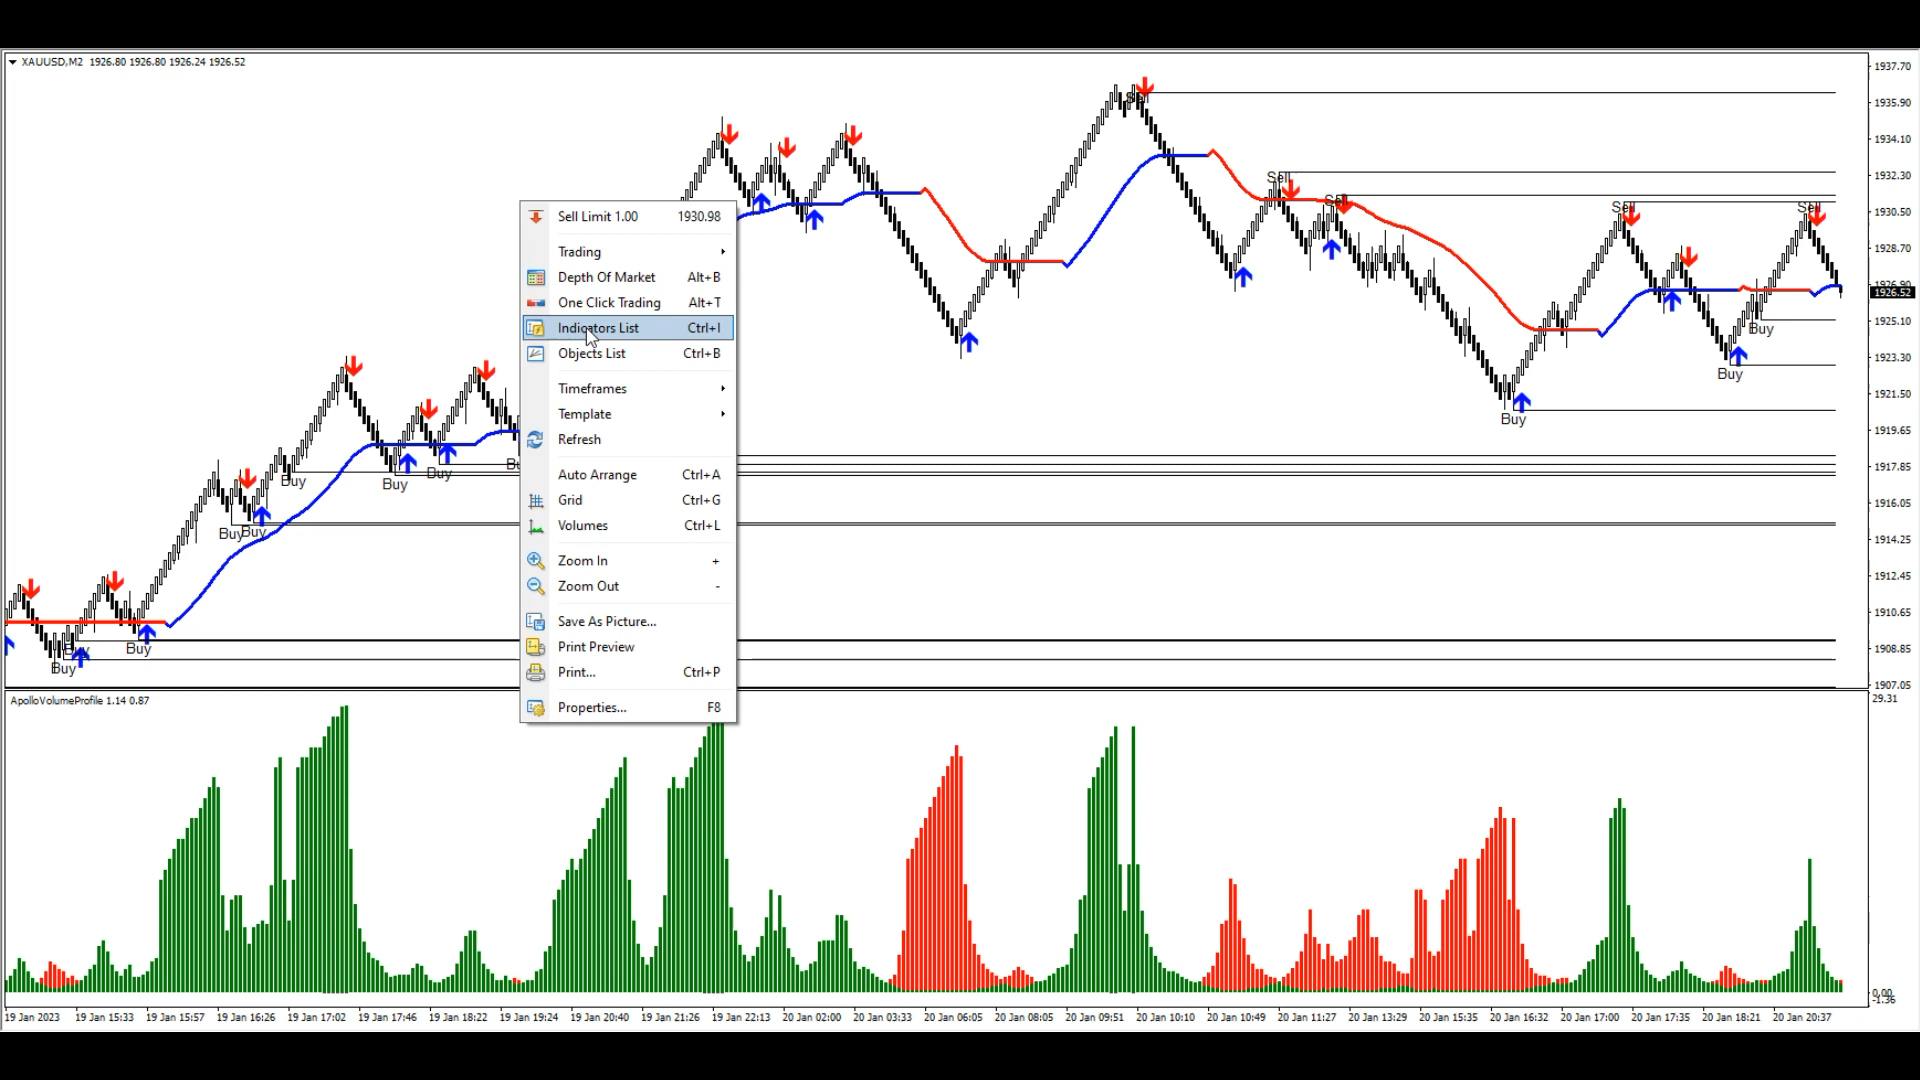 XAUUSD,M2 1926.80 1926.80 1926.24 1926.52
1937.70
Sell
1935.90
1934.10
Sell
1932.30
Sell
Sell
Sell
1930.50
1928.70
1926.90
1926.52
1925.10
Buy
1923.30
Buy
1921.50
Buy
1919.65
1917.85
Buy
Buy
Buy
Bu
1916.05
Buy
Buy
1914.25
1912.45
1910.65
1908.85
Buy
Buy
Buy
1907.05
Sell Limit 1.00 1930.98
Trading
Depth Of Market Alt+B
One Click Trading Alt+T
Indicators List Ctrl+I
Objects List Ctrl+B
Timeframes
Template
Refresh
Auto Arrange Ctrl+A
Grid Ctrl+G
Volumes Ctrl+L
Zoom In +
Zoom Out -
Save As Picture...
Print Preview
Print... Ctrl+P
Properties... F8
ApolloVolumeProfile 1.14 0.87
29.31
0.00
-1.36
19 Jan 2023 19 Jan 15:33 19 Jan 15:57 19 Jan 16:26 19 Jan 17:02 19 Jan 17:46 19 Jan 18:22 19 Jan 19:24 19 Jan 20:40 19 Jan 21:26 19 Jan 22:13 20 Jan 02:00 20 Jan 03:33 20 Jan 06:05 20 Jan 08:05 20 Jan 09:51 20 Jan 10:10 20 Jan 10:49 20 Jan 11:27 20 Jan 13:29 20 Jan 15:35 20 Jan 16:32 20 Jan 17:00 20 Jan 17:35 20 Jan 18:21 20 Jan 20:37